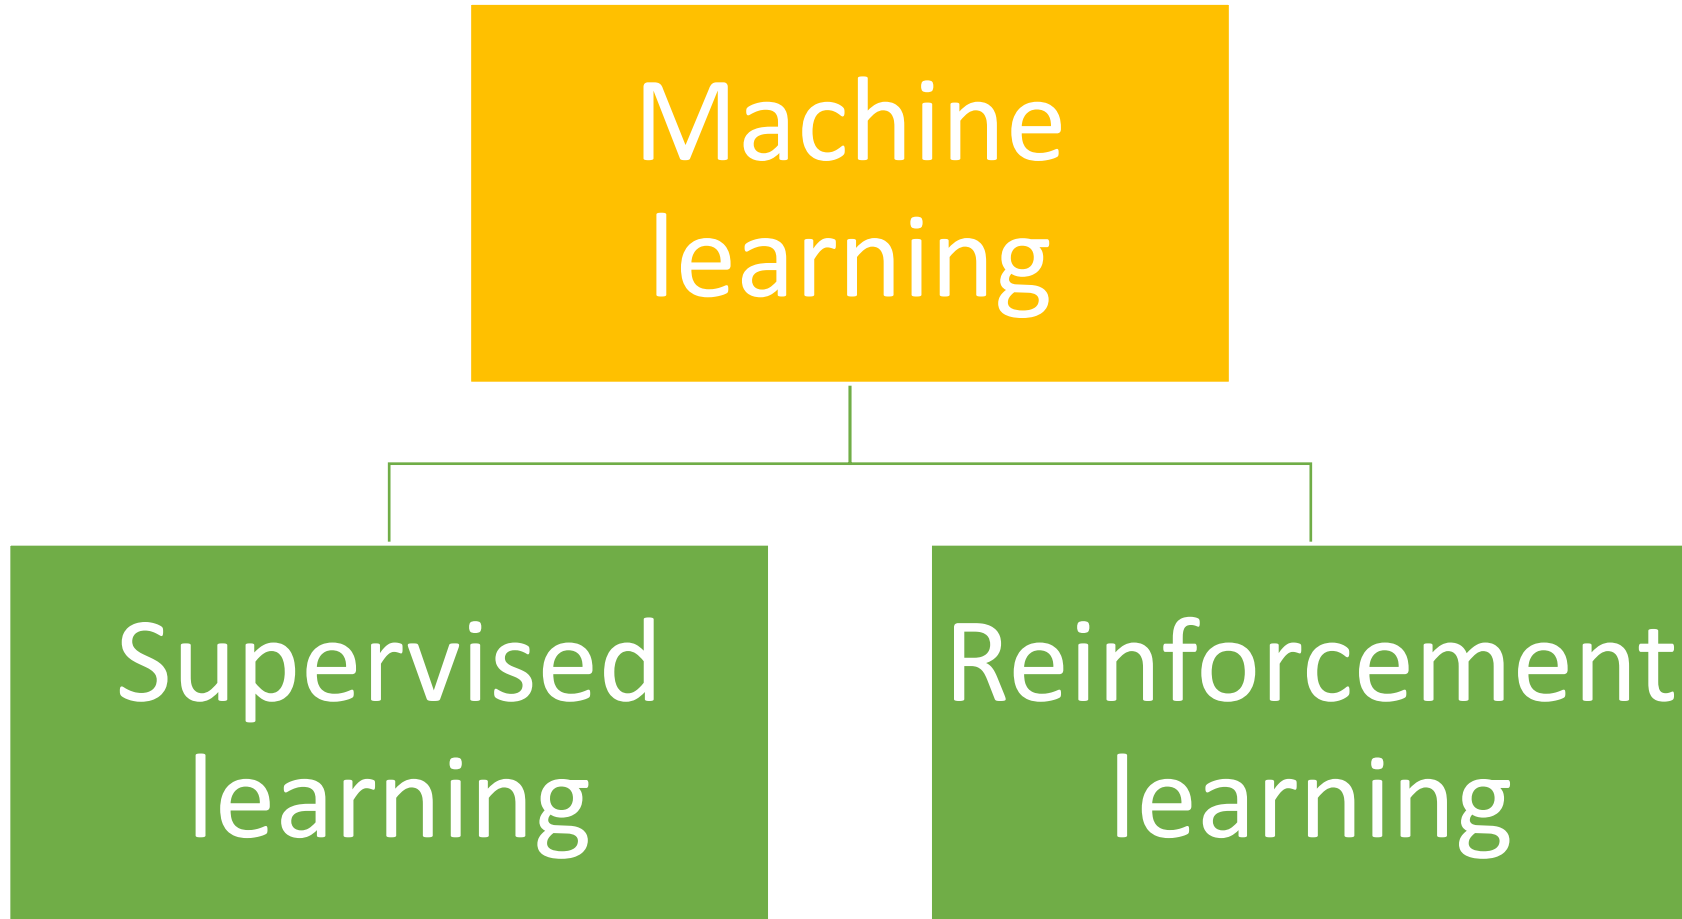 Machine
learning
Supervised
learning
Reinforcement
learning